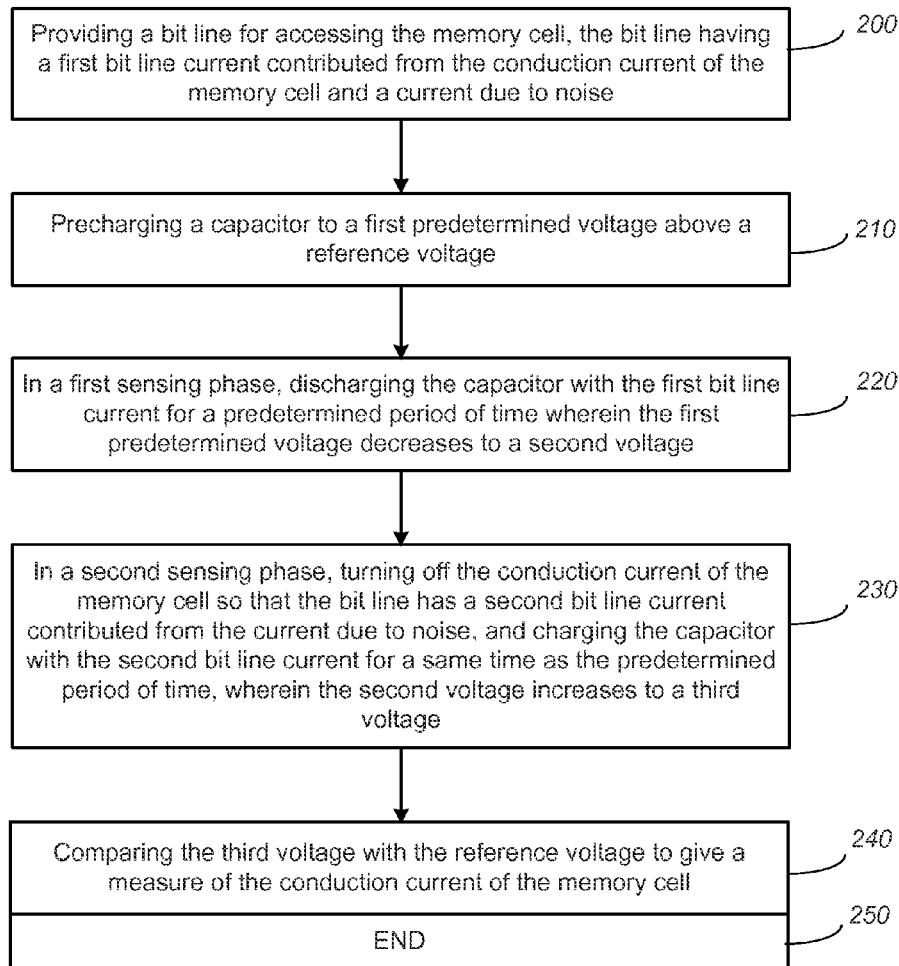 Providing a bit line for accessing the memory cell, the bit line having
a first bit line current contributed from the conduction current of the
memory cell and a current due to noise
200
Precharging a capacitor to a first predetermined voltage above a
reference voltage
210
In a first sensing phase, discharging the capacitor with the first bit line
current for a predetermined period of time wherein the first
predetermined voltage decreases to a second voltage
220
In a second sensing phase, turning off the conduction current of the
memory cell so that the bit line has a second bit line current
contributed from the current due to noise, and charging the capacitor
with the second bit line current for a same time as the predetermined
period of time, wherein the second voltage increases to a third
voltage
230
Comparing the third voltage with the reference voltage to give a
measure of the conduction current of the memory cell
240
END
250